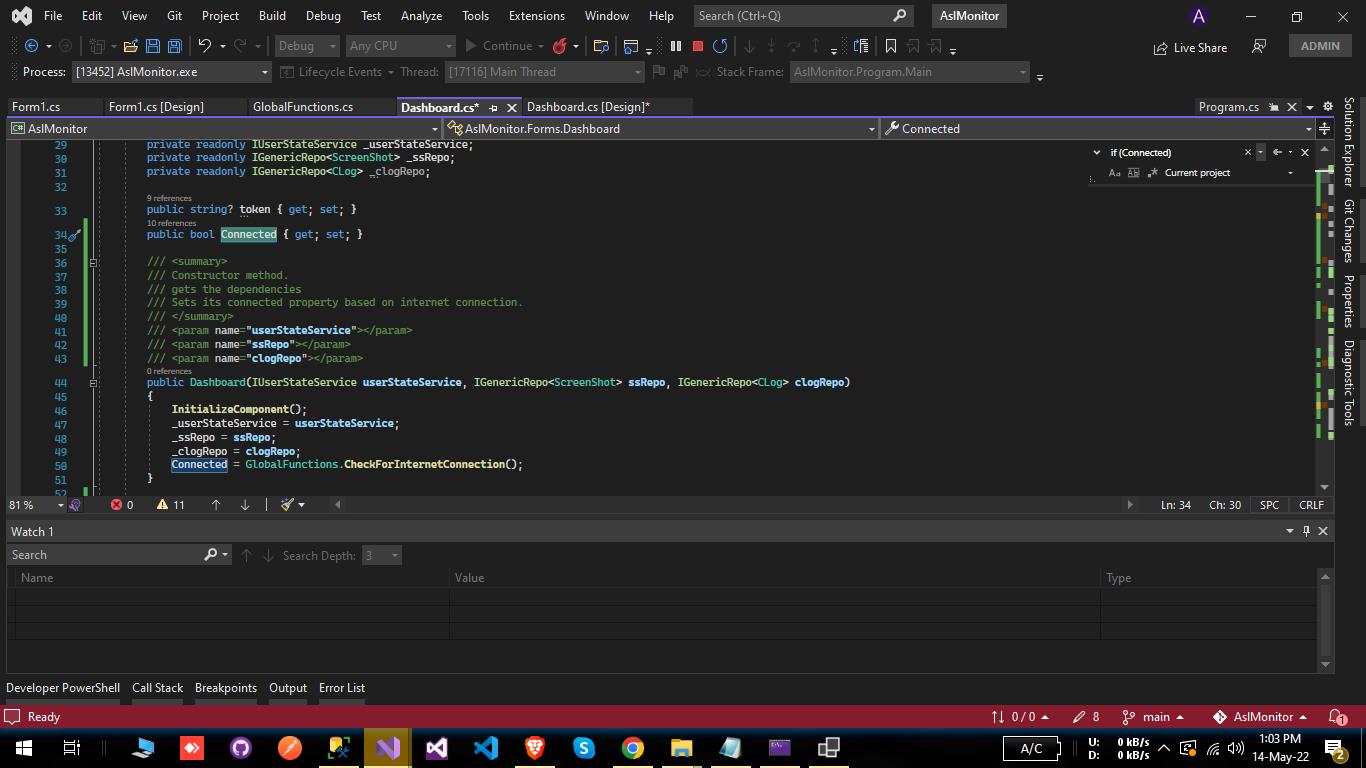 File Edit View Git Project Build Debug Test Analyze Tools Extensions Window Help Search (Ctrl+Q) AslMonitor A
Debug Any CPU Continue Live Share ADMIN
Process: [13452] AslMonitor.exe Lifecycle Events Thread: [17116] Main Thread Stack Frame: AslMonitor.Program.Main
Form1.cs Form1.cs [Design] GlobalFunctions.cs Dashboard.cs* Dashboard.cs [Design]* Program.cs
C# AslMonitor AslMonitor.Forms.Dashboard Connected
29 private readonly IUserStateService _userStateService;
30 private readonly IGenericRepo<ScreenShot> _ssRepo;
31 private readonly IGenericRepo<CLog> _clogRepo;
32
9 references
33 public string? token { get; set; }
10 references
34 public bool Connected { get; set; }
35
36 /// <summary>
37 /// Constructor method.
38 /// gets the dependencies
39 /// Sets its connected property based on internet connection.
40 /// </summary>
41 /// <param name="userStateService"></param>
42 /// <param name="ssRepo"></param>
43 /// <param name="clogRepo"></param>
0 references
44 public Dashboard(IUserStateService userStateService, IGenericRepo<ScreenShot> ssRepo, IGenericRepo<CLog> clogRepo)
45 {
46 InitializeComponent();
47 _userStateService = userStateService;
48 _ssRepo = ssRepo;
49 _clogRepo = clogRepo;
50 Connected = GlobalFunctions.CheckForInternetConnection();
51 }
52
if (Connected)
Aa Current project
Solution Explorer
Git Changes
Properties
Diagnostic Tools
81 % 0 11 Ln: 34 Ch: 30 SPC CRLF
Watch 1
Search Search Depth: 3
Name Value Type
Developer PowerShell Call Stack Breakpoints Output Error List
Ready 0 / 0 8 main AslMonitor 1
A/C U: 0 kB/s D: 0 kB/s 1:03 PM
14-May-22 2